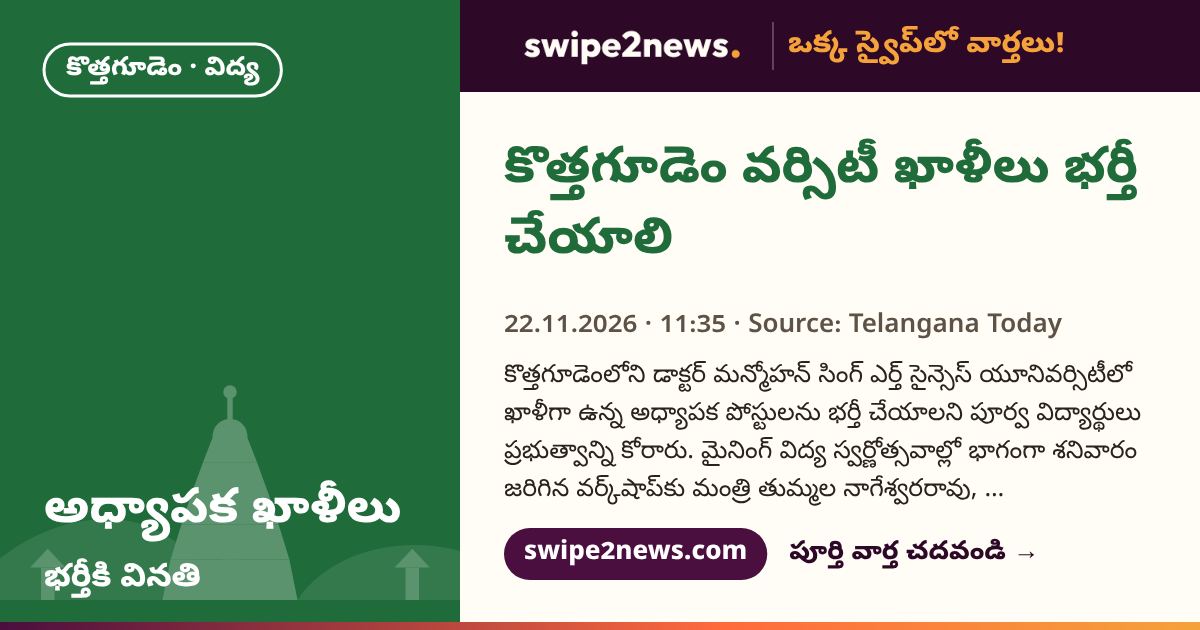 కొత్తగూడెం · విద్య
అధ్యాపక ఖాళీలు
భర్తీకి వినతి
swipe2news.
ఒక్క స్వైప్‌లో వార్తలు!
కొత్తగూడెం వర్సిటీ ఖాళీలు భర్తీ
చేయాలి
22.11.2026 · 11:35 · Source: Telangana Today
కొత్తగూడెంలోని డాక్టర్ మన్మోహన్ సింగ్ ఎర్త్ సైన్సెస్ యూనివర్సిటీలో
ఖాళీగా ఉన్న అధ్యాపక పోస్టులను భర్తీ చేయాలని పూర్వ విద్యార్థులు
ప్రభుత్వాన్ని కోరారు. మైనింగ్ విద్య స్వర్ణోత్సవాల్లో భాగంగా శనివారం
జరిగిన వర్క్‌షాప్‌కు మంత్రి తుమ్మల నాగేశ్వరరావు, ...
swipe2news.com
పూర్తి వార్త చదవండి →